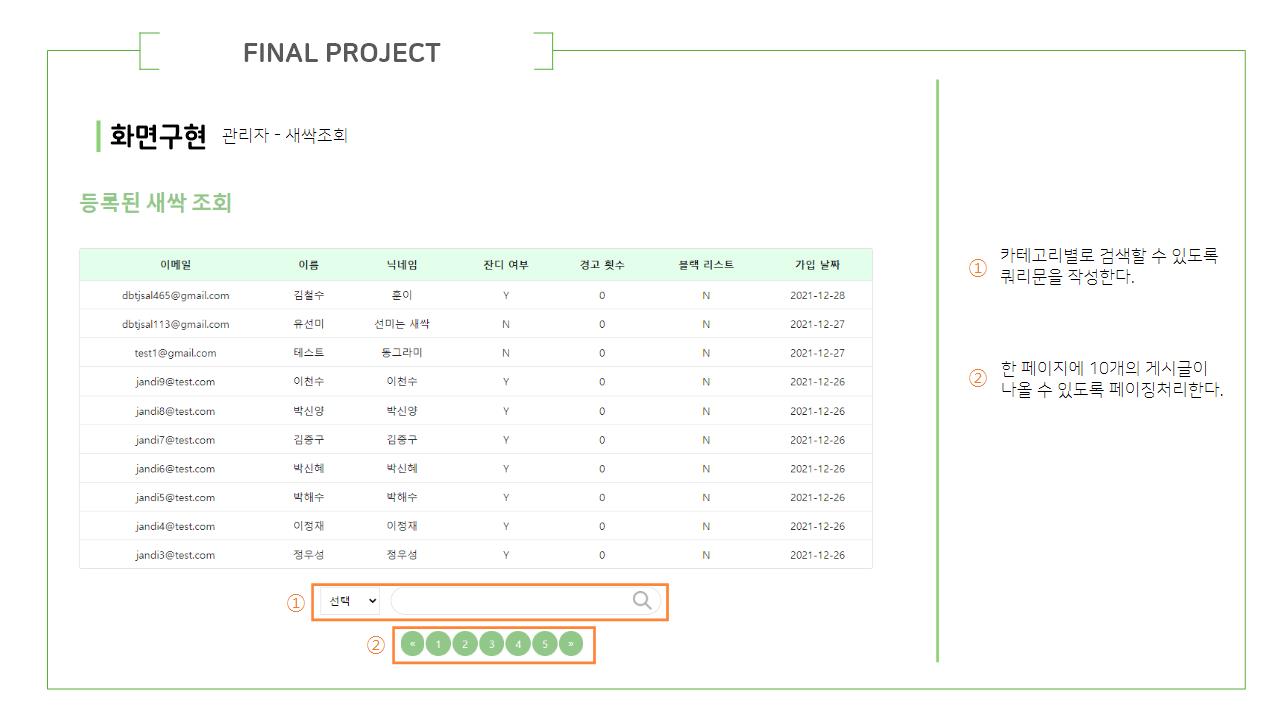 FINAL PROJECT
화면구현 관리자 - 새싹조회
등록된 새싹 조회
이메일 이름 닉네임 잔디 여부 경고 횟수 블랙 리스트 가입 날짜
dbtjsal465@gmail.com 김철수 훈이 Y 0 N 2021-12-28
dbtjsal113@gmail.com 유선미 선미는 새싹 N 0 N 2021-12-27
test1@gmail.com 테스트 동그라미 N 0 N 2021-12-27
jandi9@test.com 이천수 이천수 Y 0 N 2021-12-26
jandi8@test.com 박신양 박신양 Y 0 N 2021-12-26
jandi7@test.com 김중구 김중구 Y 0 N 2021-12-26
jandi6@test.com 박신혜 박신혜 Y 0 N 2021-12-26
jandi5@test.com 박해수 박해수 Y 0 N 2021-12-26
jandi4@test.com 이정재 이정재 Y 0 N 2021-12-26
jandi3@test.com 정우성 정우성 Y 0 N 2021-12-26
① 선택
② « 1 2 3 4 5 »
① 카테고리별로 검색할 수 있도록
쿼리문을 작성한다.
② 한 페이지에 10개의 게시글이
나올 수 있도록 페이징처리한다.